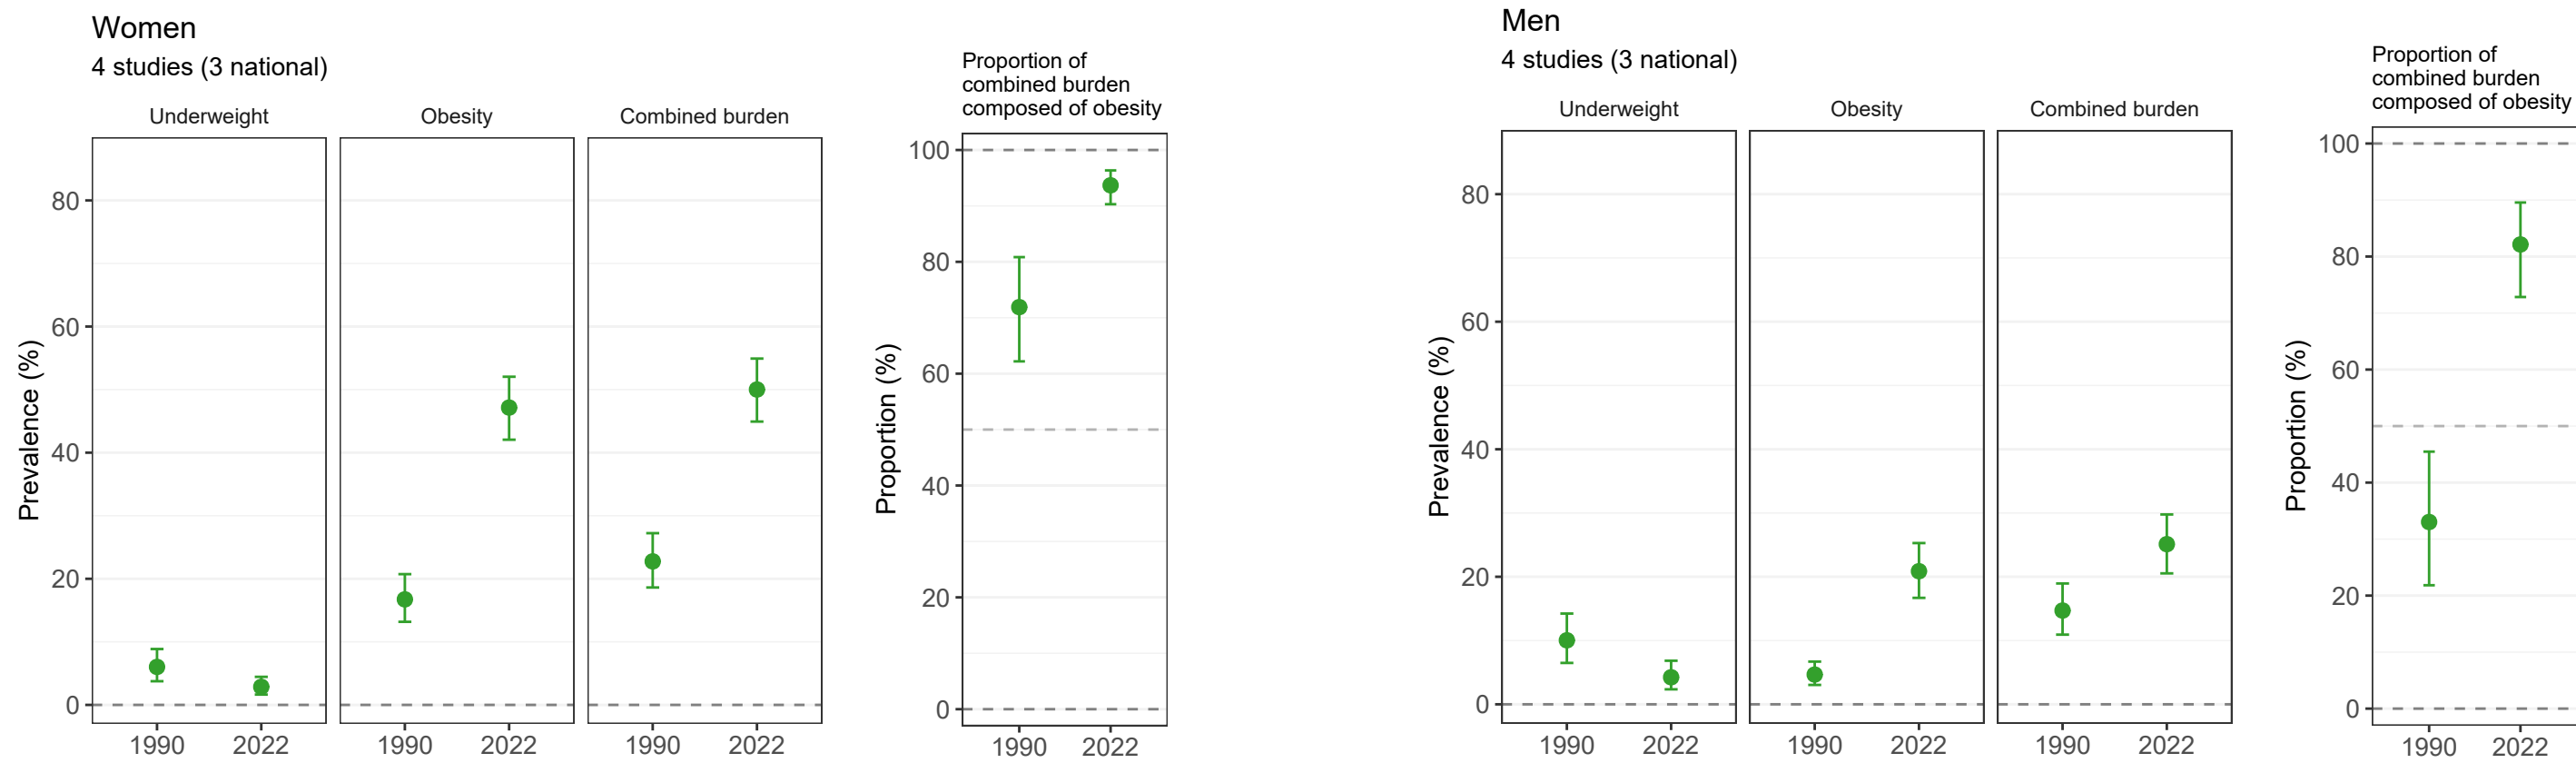 Women
4 studies (3 national)
Underweight
Obesity
Combined burden
Prevalence (%)
80
60
40
20
0
1990 2022
1990 2022
1990 2022
Proportion of
combined burden
composed of obesity
Proportion (%)
100
80
60
40
20
0
1990 2022
Men
4 studies (3 national)
Underweight
Obesity
Combined burden
Prevalence (%)
80
60
40
20
0
1990 2022
1990 2022
1990 2022
Proportion of
combined burden
composed of obesity
Proportion (%)
100
80
60
40
20
0
1990 2022